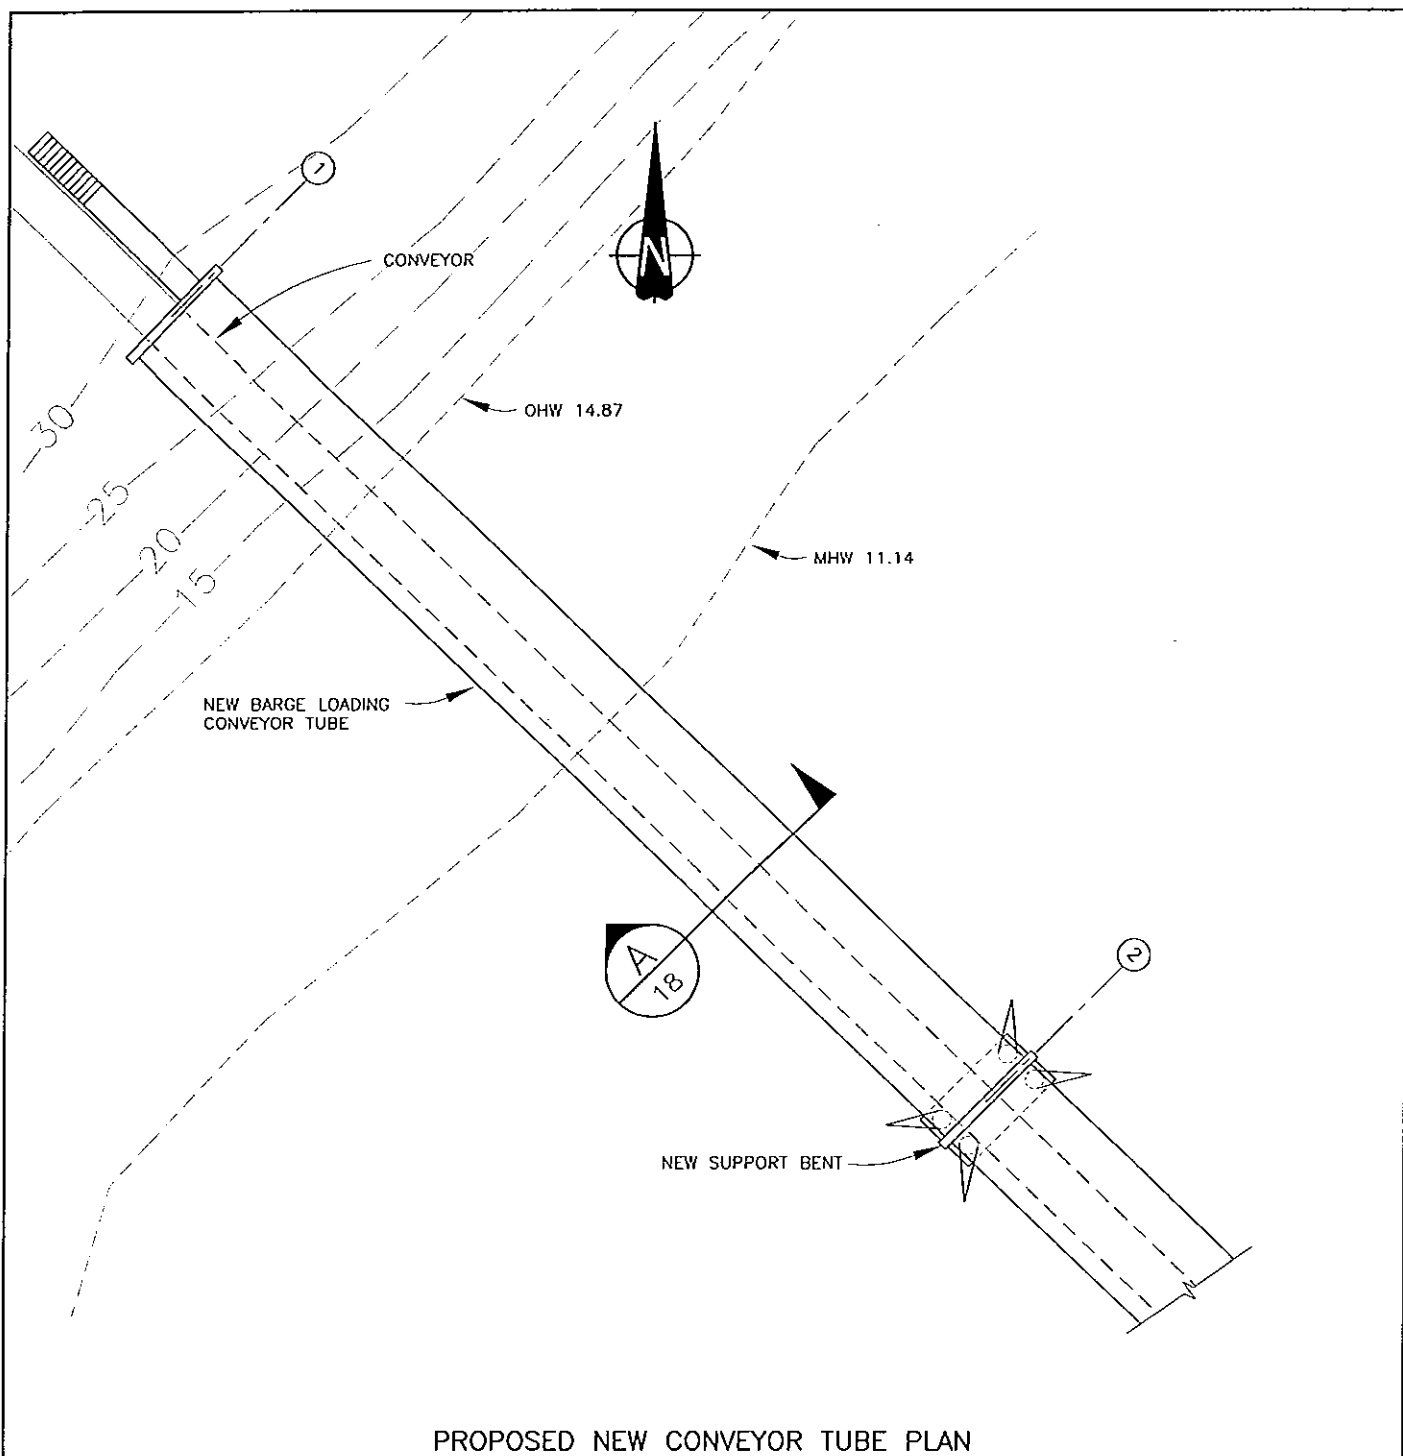 1
CONVEYOR
N
OHW 14.87
30
25
20
15
MHW 11.14
NEW BARGE LOADING
CONVEYOR TUBE
A
18
2
NEW SUPPORT BENT
PROPOSED NEW CONVEYOR TUBE PLAN